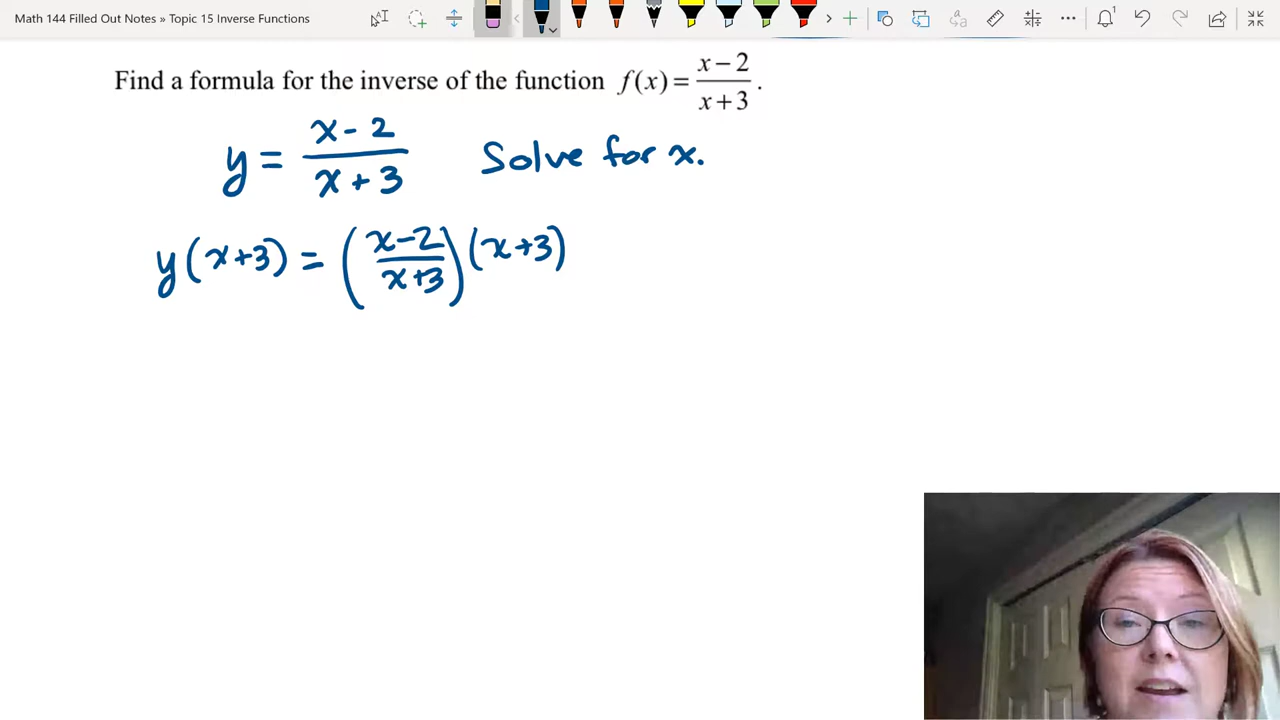 Math 144 Filled Out Notes » Topic 15 Inverse Functions
Find a formula for the inverse of the function f(x) = (x − 2)/(x + 3).
y = (x - 2)/(x + 3) Solve for x.
y(x+3) = ((x-2)/(x+3))(x+3)